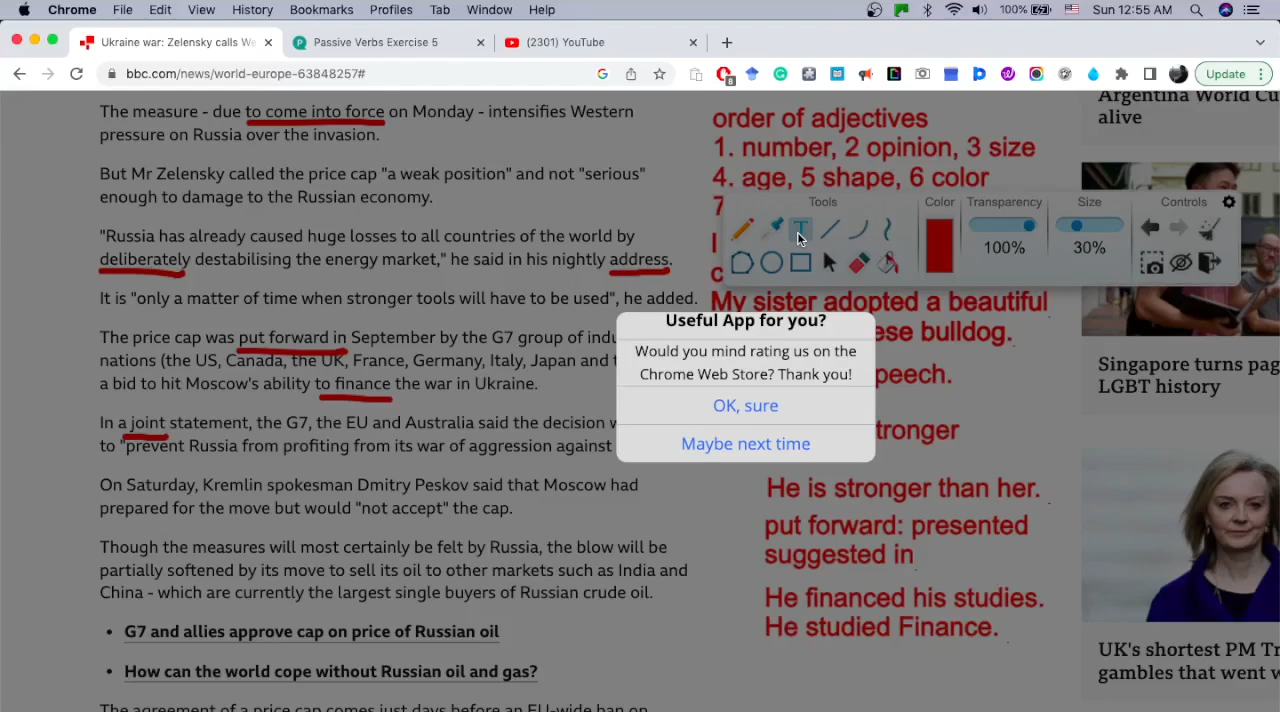 Chrome File Edit View History Bookmarks Profiles Tab Window Help 100% Sun 12:55 AM
Ukraine war: Zelensky calls We Passive Verbs Exercise 5 (2301) YouTube
bbc.com/news/world-europe-63848257# 8 Update
The measure - due to come into force on Monday - intensifies Western
pressure on Russia over the invasion.
But Mr Zelensky called the price cap "a weak position" and not "serious"
enough to damage to the Russian economy.
"Russia has already caused huge losses to all countries of the world by
deliberately destabilising the energy market," he said in his nightly address.
It is "only a matter of time when stronger tools will have to be used", he added.
The price cap was put forward in September by the G7 group of indu
nations (the US, Canada, the UK, France, Germany, Italy, Japan and t
a bid to hit Moscow's ability to finance the war in Ukraine.
In a joint statement, the G7, the EU and Australia said the decision w
to "prevent Russia from profiting from its war of aggression against
On Saturday, Kremlin spokesman Dmitry Peskov said that Moscow had
prepared for the move but would "not accept" the cap.
Though the measures will most certainly be felt by Russia, the blow will be
partially softened by its move to sell its oil to other markets such as India and
China - which are currently the largest single buyers of Russian crude oil.
• G7 and allies approve cap on price of Russian oil
• How can the world cope without Russian oil and gas?
The agreement of a price cap comes just days before an EU-wide ban on
order of adjectives
1. number, 2 opinion, 3 size
4. age, 5 shape, 6 color
7
Tools Color Transparency Size Controls
100% 30%
My sister adopted a beautiful
ese bulldog.
peech.
tronger
He is stronger than her.
put forward: presented
suggested in
He financed his studies.
He studied Finance.
Useful App for you?
Would you mind rating us on the
Chrome Web Store? Thank you!
OK, sure
Maybe next time
Argentina World Cu
alive
Singapore turns pag
LGBT history
UK's shortest PM Tr
gambles that went w